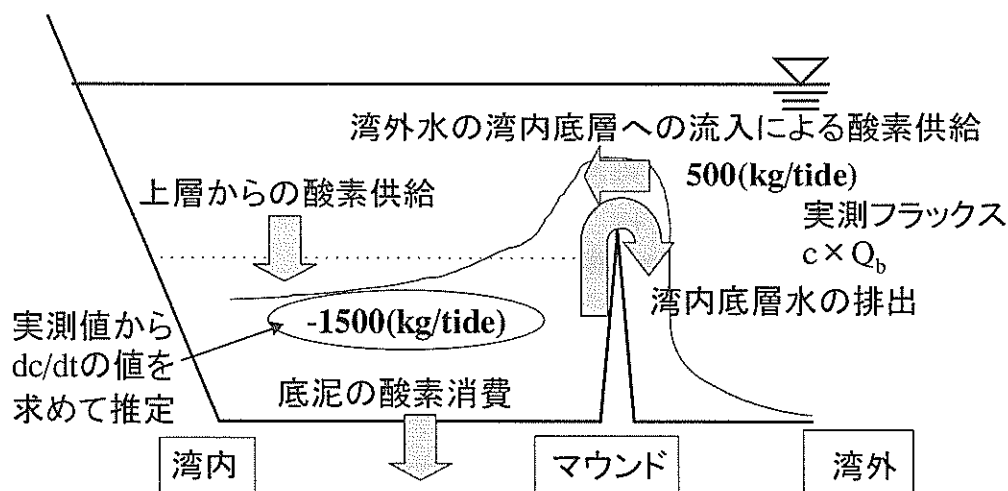 湾外水の湾内底層への流入による酸素供給
500(kg/tide)
上層からの酸素供給
実測フラックス
c×Qb
湾内底層水の排出
-1500(kg/tide)
実測値から
dc/dtの値を
求めて推定
底泥の酸素消費
湾内
マウンド
湾外